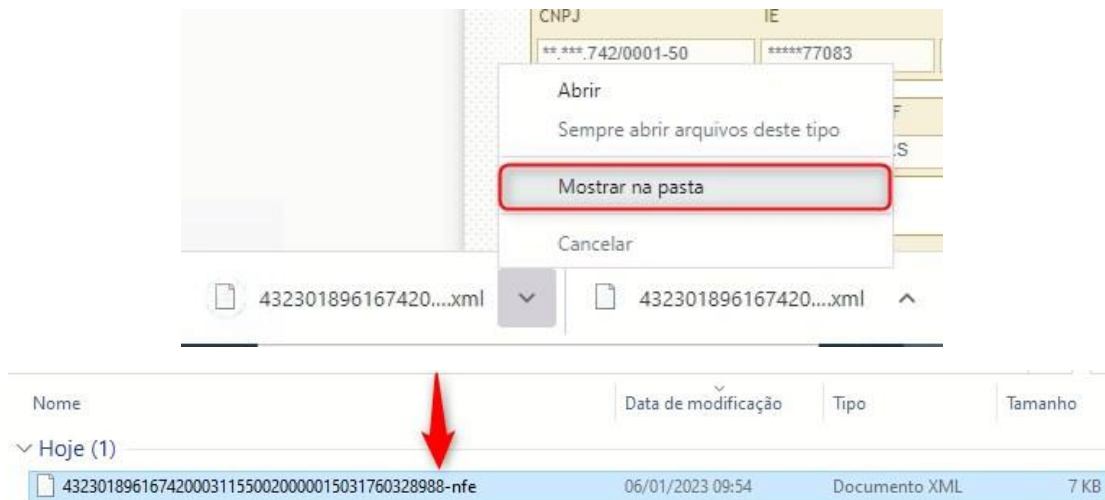 CNPJ IE
**.***.742/0001-50 *****77083
Abrir
Sempre abrir arquivos deste tipo
F
Mostrar na pasta
Cancelar
432301896167420....xml 432301896167420....xml
Nome Data de modificação Tipo Tamanho
Hoje (1)
43230189616742000311550020000015031760328988-nfe 06/01/2023 09:54 Documento XML 7 KB